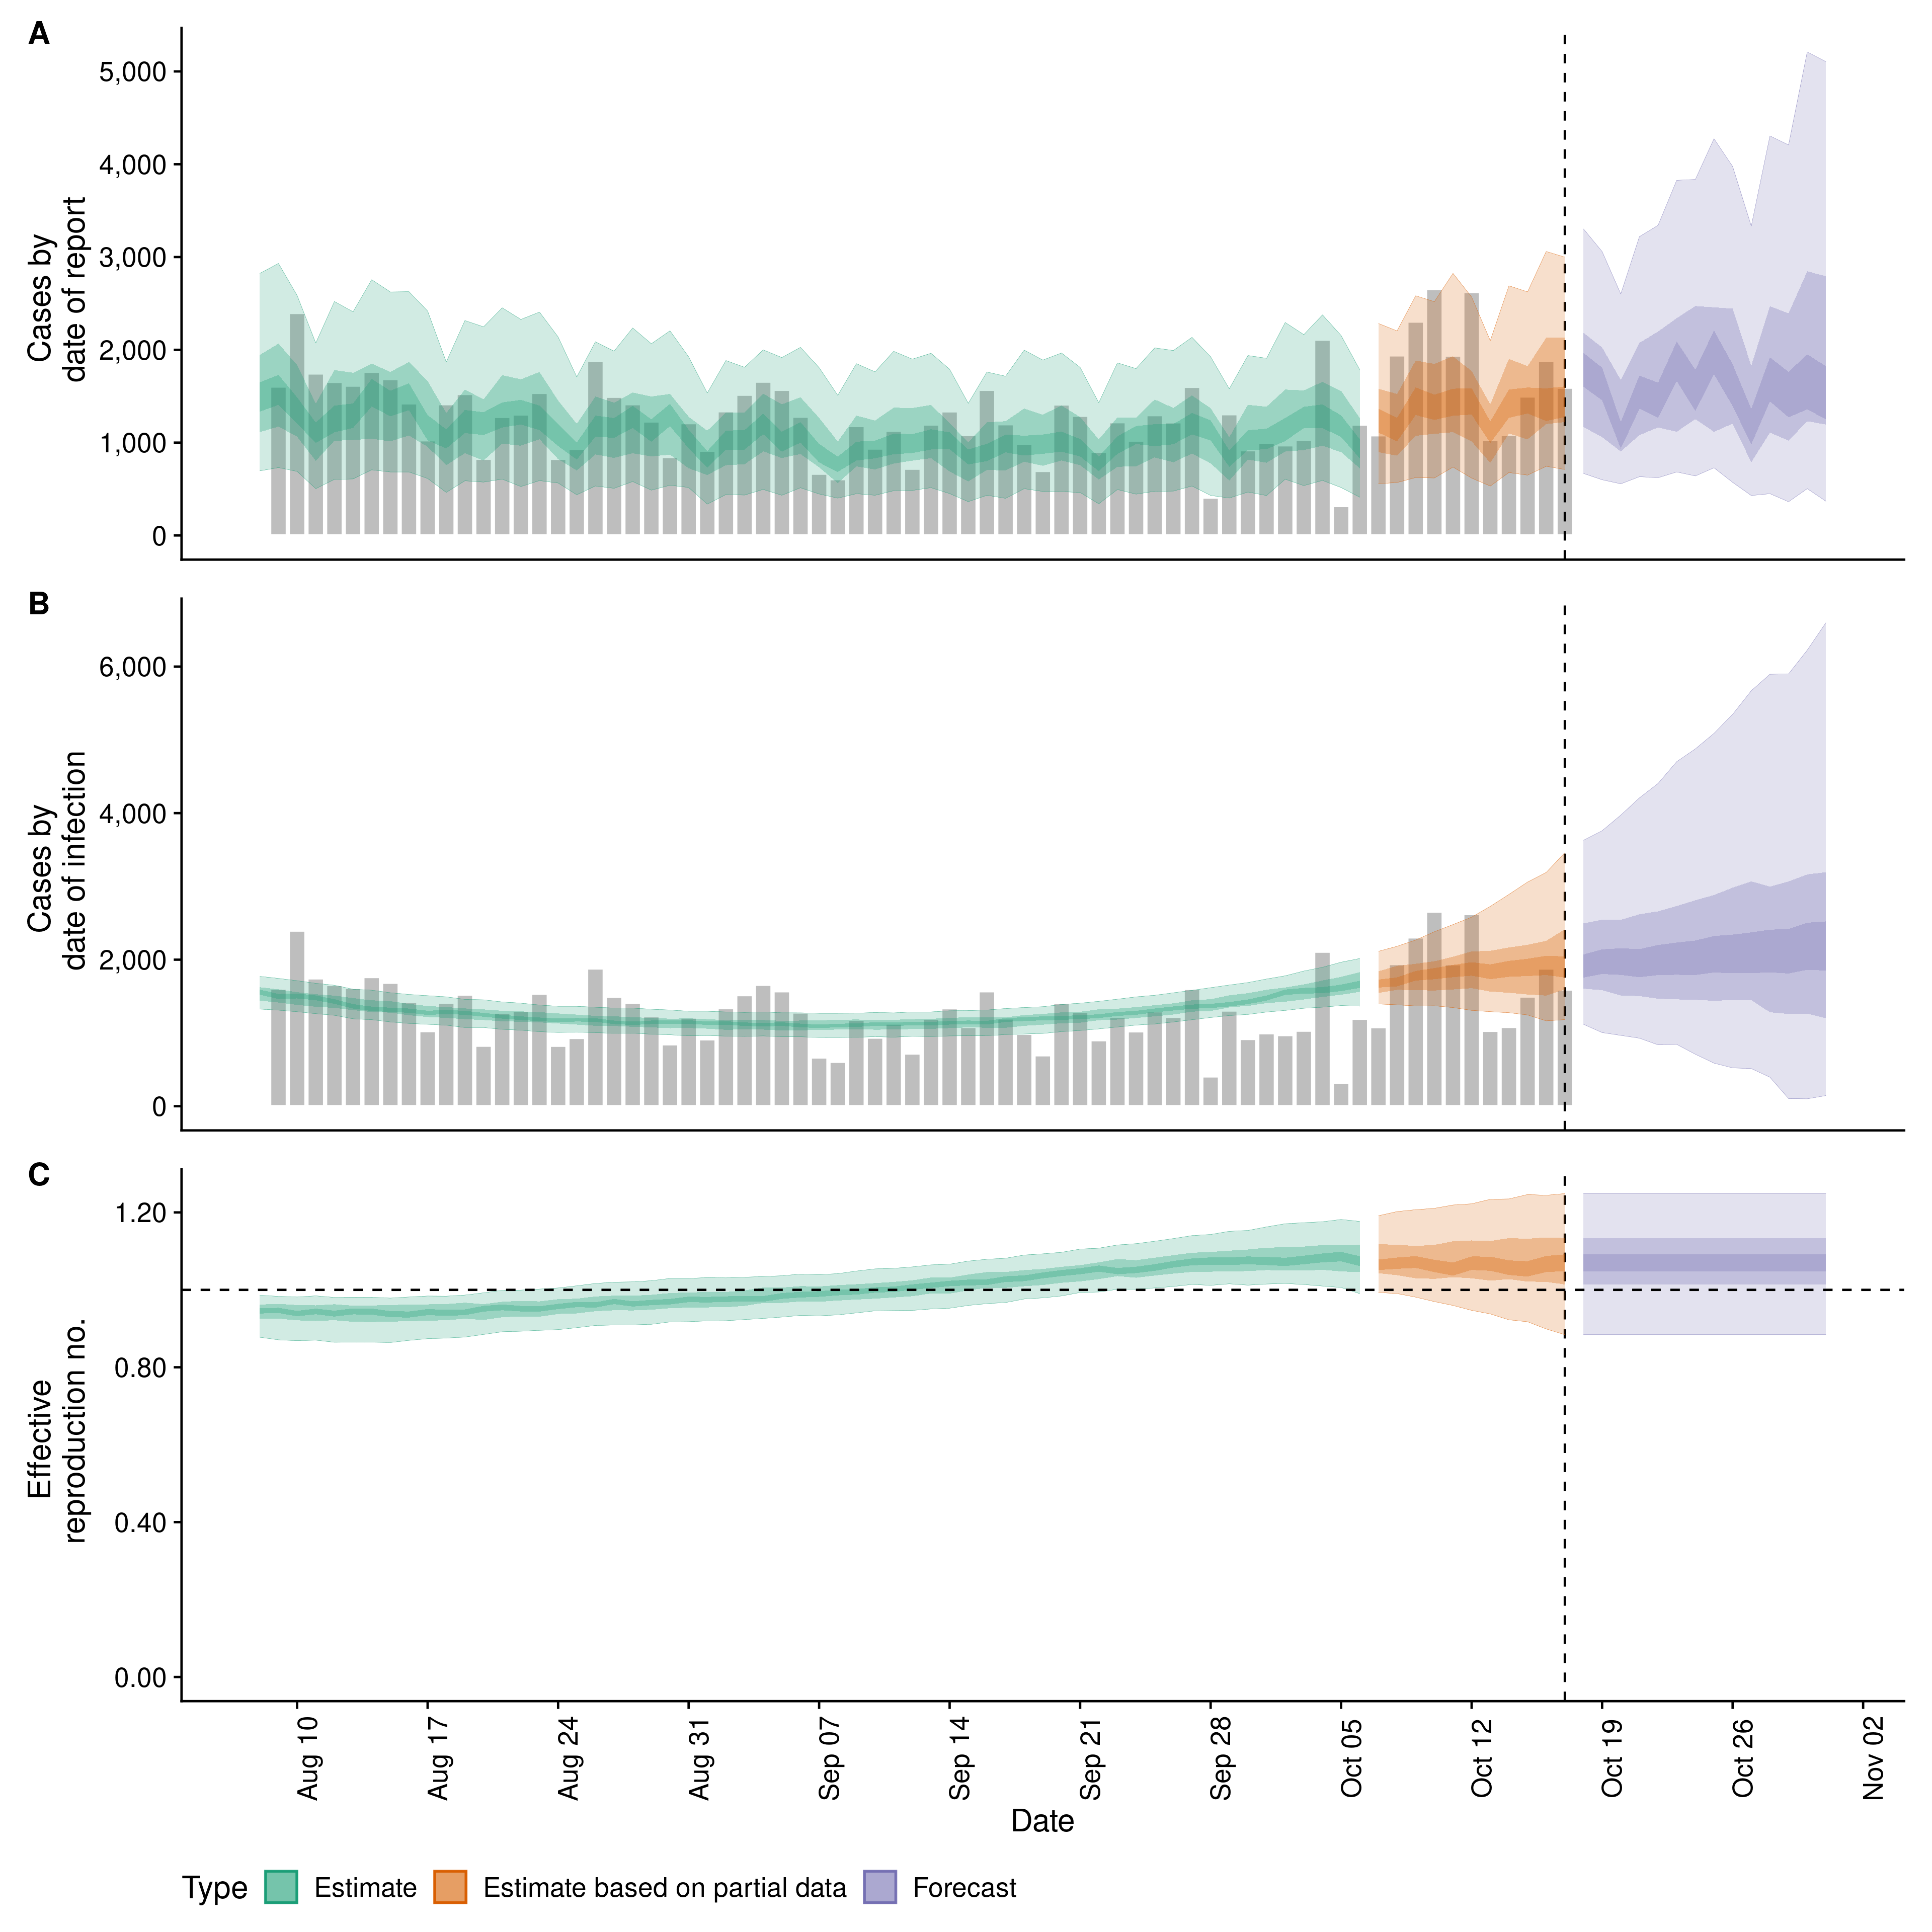 A
Cases by
date of report
5,000
4,000
3,000
2,000
1,000
0
B
Cases by
date of infection
6,000
4,000
2,000
0
C
Effective
reproduction no.
1.20
0.80
0.40
0.00
Aug 10
Aug 17
Aug 24
Aug 31
Sep 07
Sep 14
Sep 21
Sep 28
Oct 05
Oct 12
Oct 19
Oct 26
Nov 02
Date
Type
Estimate
Estimate based on partial data
Forecast